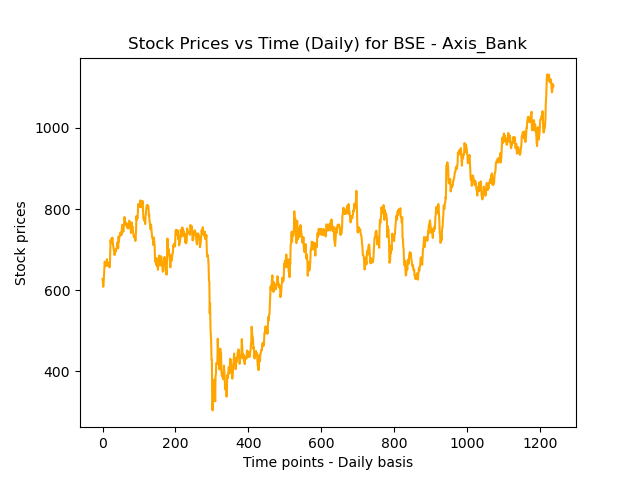 Stock Prices vs Time (Daily) for BSE - Axis_Bank
1000
800
600
400
Stock prices
0 200 400 600 800 1000 1200
Time points - Daily basis